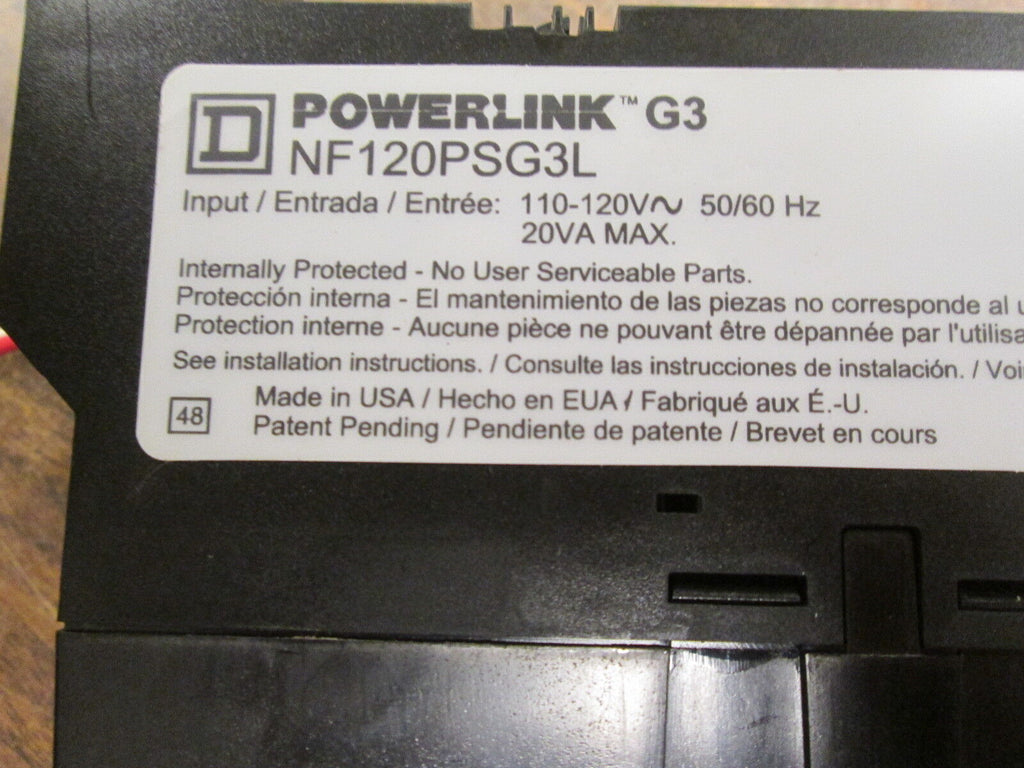 D POWERLINK™ G3
NF120PSG3L
Input / Entrada / Entrée: 110-120V∿ 50/60 Hz
20VA MAX.
Internally Protected - No User Serviceable Parts.
Protección interna - El mantenimiento de las piezas no corresponde al
Protection interne - Aucune pièce ne pouvant être dépannée par
See installation instructions. / Consulte las instrucciones de instalación. /
Made in USA / Hecho en EUA / Fabriqué aux É.-U.
48
Patent Pending / Pendiente de patente / Brevet en cours